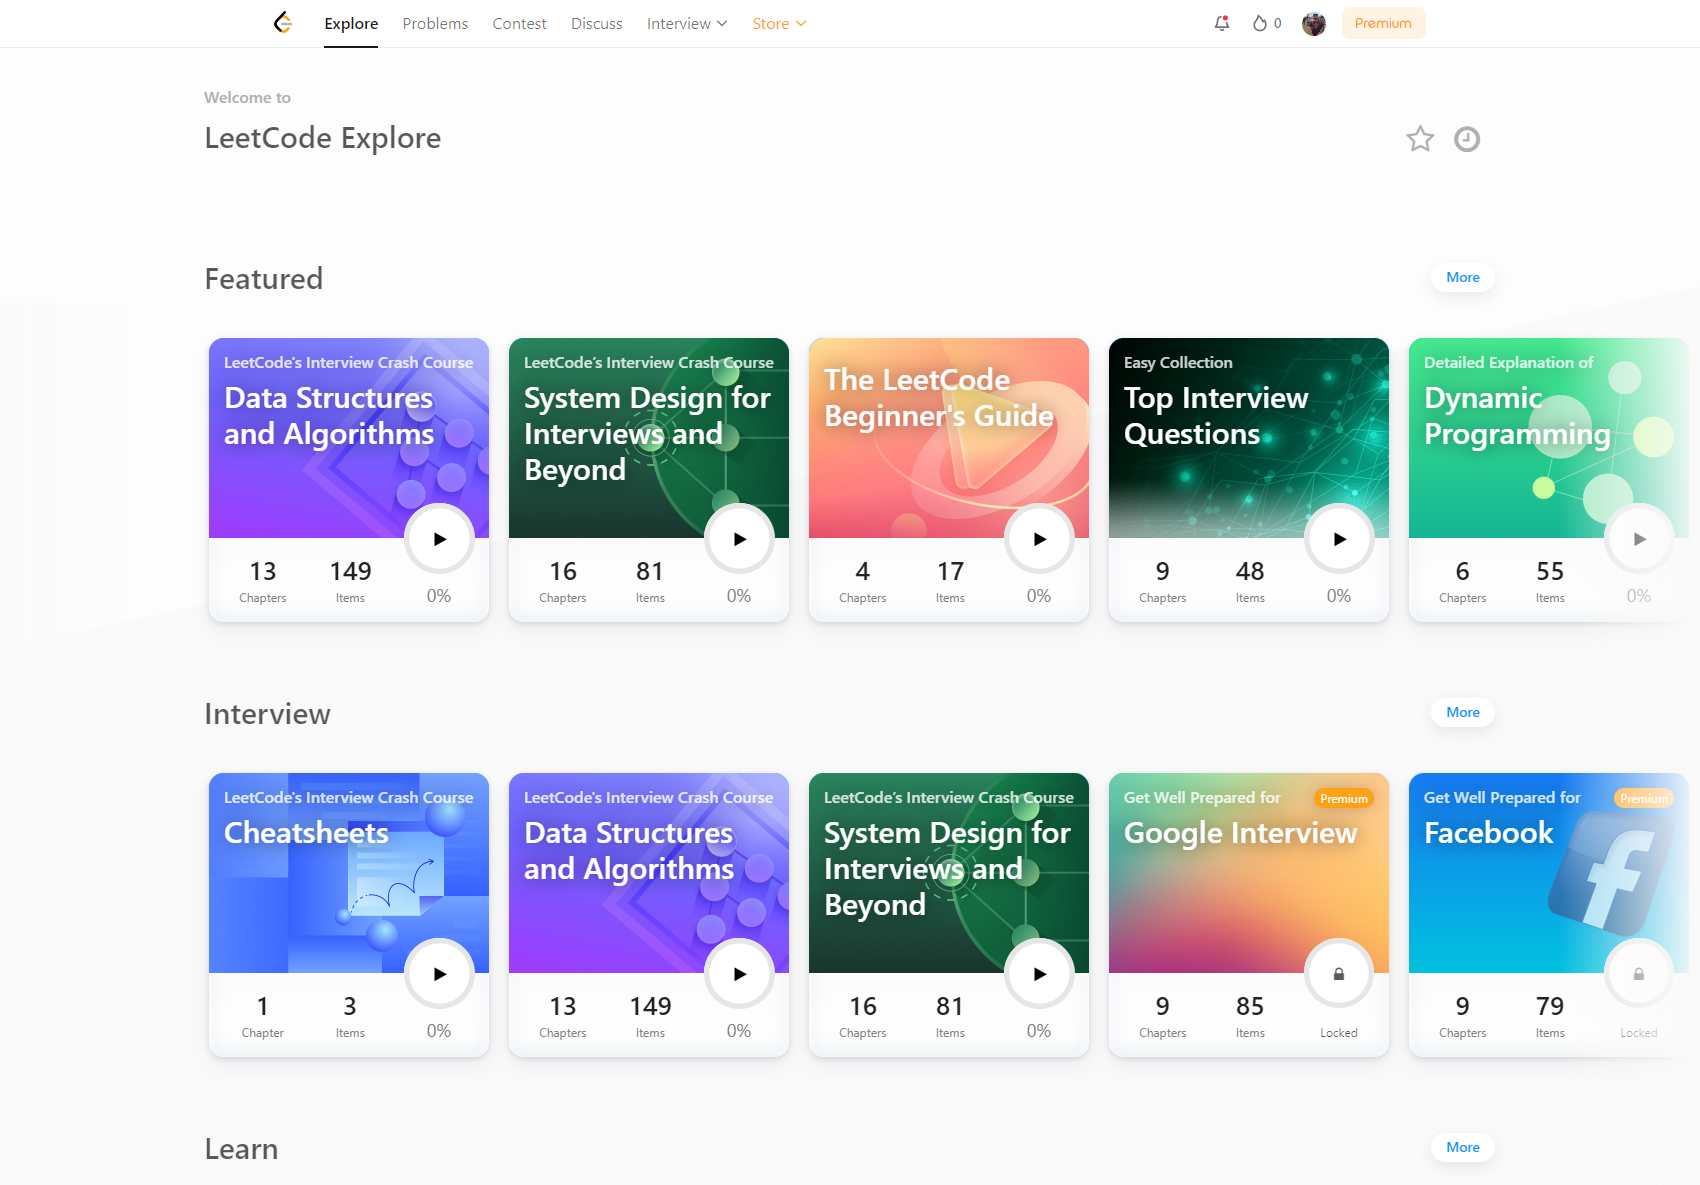 Explore Problems Contest Discuss Interview Store 0 Premium
Welcome to
LeetCode Explore
Featured More
LeetCode's Interview Crash Course
Data Structures
and Algorithms
13 149
Chapters Items 0%
LeetCode's Interview Crash Course
System Design for
Interviews and
Beyond
16 81
Chapters Items 0%
The LeetCode
Beginner's Guide
4 17
Chapters Items 0%
Easy Collection
Top Interview
Questions
9 48
Chapters Items 0%
Detailed Explanation of
Dynamic
Programming
6 55
Chapters Items 0%
Interview More
LeetCode's Interview Crash Course
Cheatsheets
1 3
Chapter Items 0%
LeetCode's Interview Crash Course
Data Structures
and Algorithms
13 149
Chapters Items 0%
LeetCode's Interview Crash Course
System Design for
Interviews and
Beyond
16 81
Chapters Items 0%
Get Well Prepared for Premium
Google Interview
9 85
Chapters Items Locked
Get Well Prepared for Premium
Facebook
f
9 79
Chapters Items Locked
Learn More